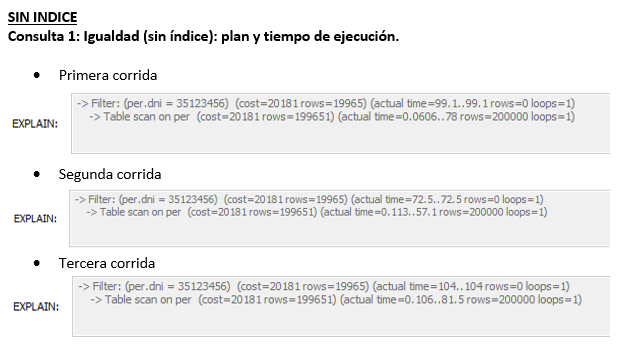 SIN INDICE
Consulta 1: Igualdad (sin índice): plan y tiempo de ejecución.
• Primera corrida
EXPLAIN:
-> Filter: (per.dni = 35123456) (cost=20181 rows=19965) (actual time=99.1..99.1 rows=0 loops=1)
-> Table scan on per (cost=20181 rows=199651) (actual time=0.0606..78 rows=200000 loops=1)
• Segunda corrida
EXPLAIN:
-> Filter: (per.dni = 35123456) (cost=20181 rows=19965) (actual time=72.5..72.5 rows=0 loops=1)
-> Table scan on per (cost=20181 rows=199651) (actual time=0.113..57.1 rows=200000 loops=1)
• Tercera corrida
EXPLAIN:
-> Filter: (per.dni = 35123456) (cost=20181 rows=19965) (actual time=104..104 rows=0 loops=1)
-> Table scan on per (cost=20181 rows=199651) (actual time=0.106..81.5 rows=200000 loops=1)